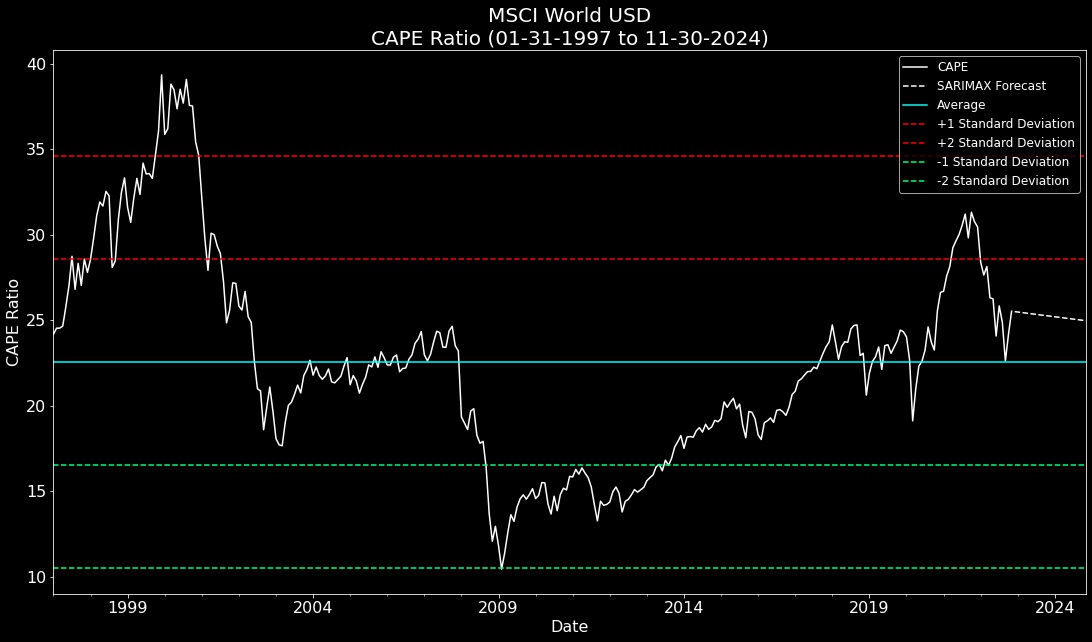 MSCI World USD
CAPE Ratio (01-31-1997 to 11-30-2024)
CAPE
SARIMAX Forecast
Average
+1 Standard Deviation
+2 Standard Deviation
-1 Standard Deviation
-2 Standard Deviation
CAPE Ratio
40
35
30
25
20
15
10
1999 2004 2009 2014 2019 2024
Date